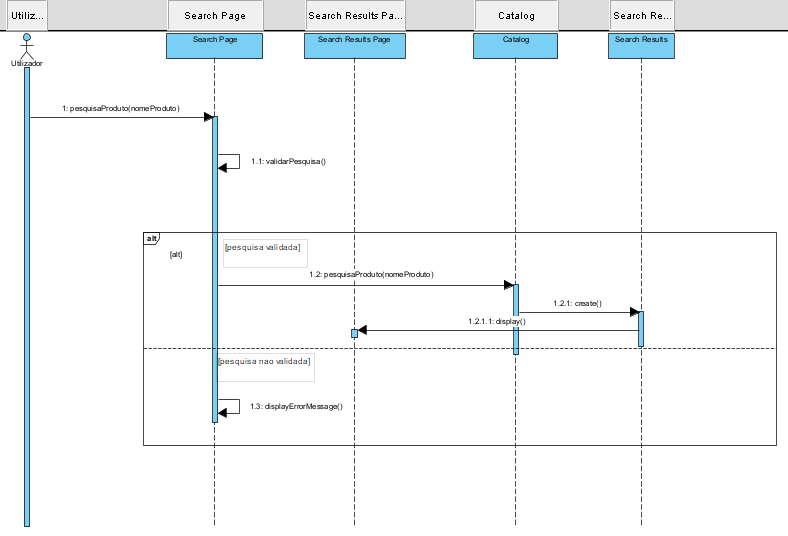 Utiliz...
Search Page
Search Results Pa...
Catalog
Search Re...
Search Page
Search Results Page
Catalog
Search Results
Utilizador
1: pesquisaProduto(nomeProduto)
1.1: validarPesquisa()
alt
[alt]
[pesquisa validada]
1.2: pesquisaProduto(nomeProduto)
1.2.1: create()
1.2.1.1: display()
[pesquisa nao validada]
1.3: displayErrorMessage()